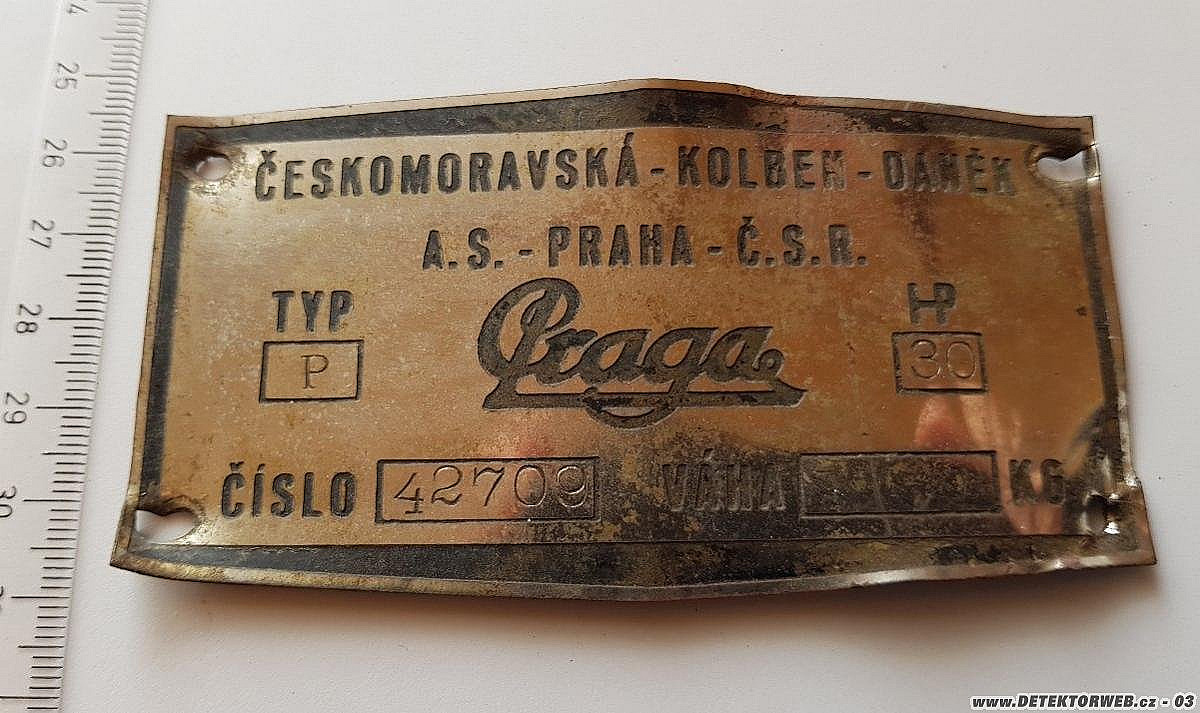 ČESKOMORAVSKÁ - KOLBEN - DANĚK
A.S. - PRAHA - Č.S.R.
TYP HP
P Praga 30
ČÍSLO 42709 VÁHA KG
24
25
26
27
28
29
30
www.DETEKTORWEB.cz - 03